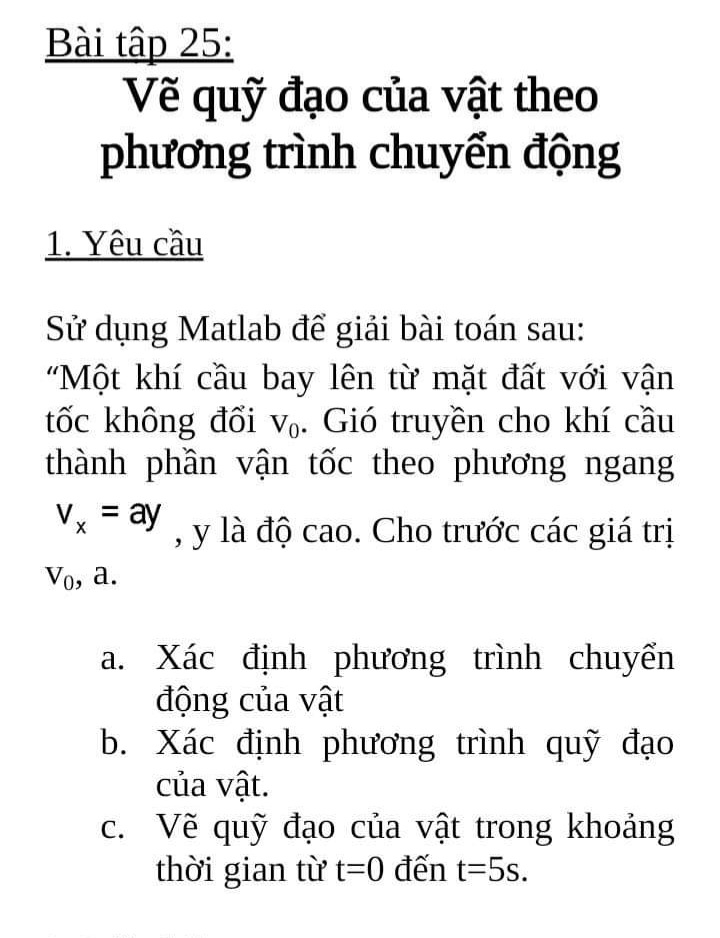 Bài tập 25:
Vẽ quỹ đạo của vật theo
phương trình chuyển động
1. Yêu cầu
Sử dụng Matlab để giải bài toán sau:
“Một khí cầu bay lên từ mặt đất với vận
tốc không đổi v₀. Gió truyền cho khí cầu
thành phần vận tốc theo phương ngang
vₓ = ay , y là độ cao. Cho trước các giá trị
v₀, a.
a. Xác định phương trình chuyển
động của vật
b. Xác định phương trình quỹ đạo
của vật.
c. Vẽ quỹ đạo của vật trong khoảng
thời gian từ t=0 đến t=5s.